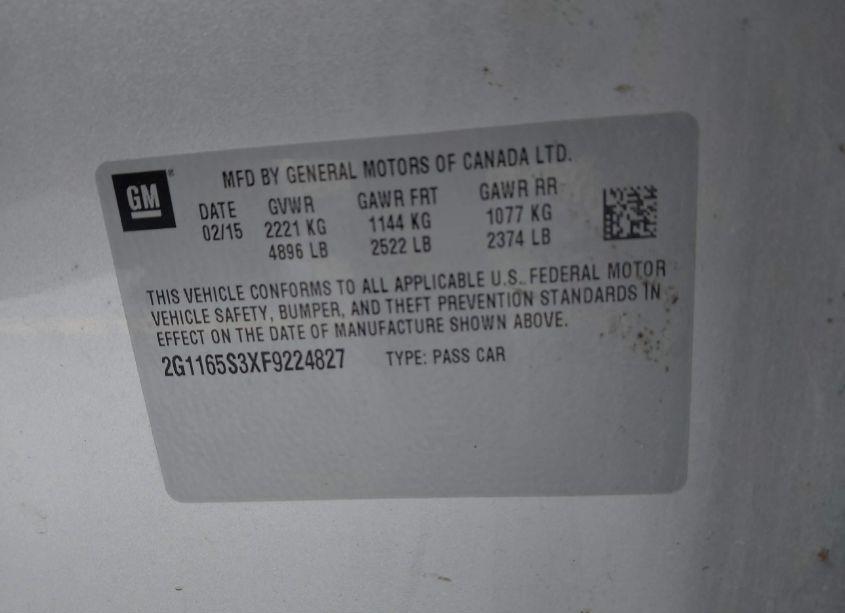 GM
®
MFD BY GENERAL MOTORS OF CANADA LTD.
DATE GVWR GAWR FRT GAWR RR
02/15 2221 KG 1144 KG 1077 KG
4896 LB 2522 LB 2374 LB
THIS VEHICLE CONFORMS TO ALL APPLICABLE U.S. FEDERAL MOTOR
VEHICLE SAFETY, BUMPER, AND THEFT PREVENTION STANDARDS IN
EFFECT ON THE DATE OF MANUFACTURE SHOWN ABOVE.
2G1165S3XF9224827 TYPE: PASS CAR